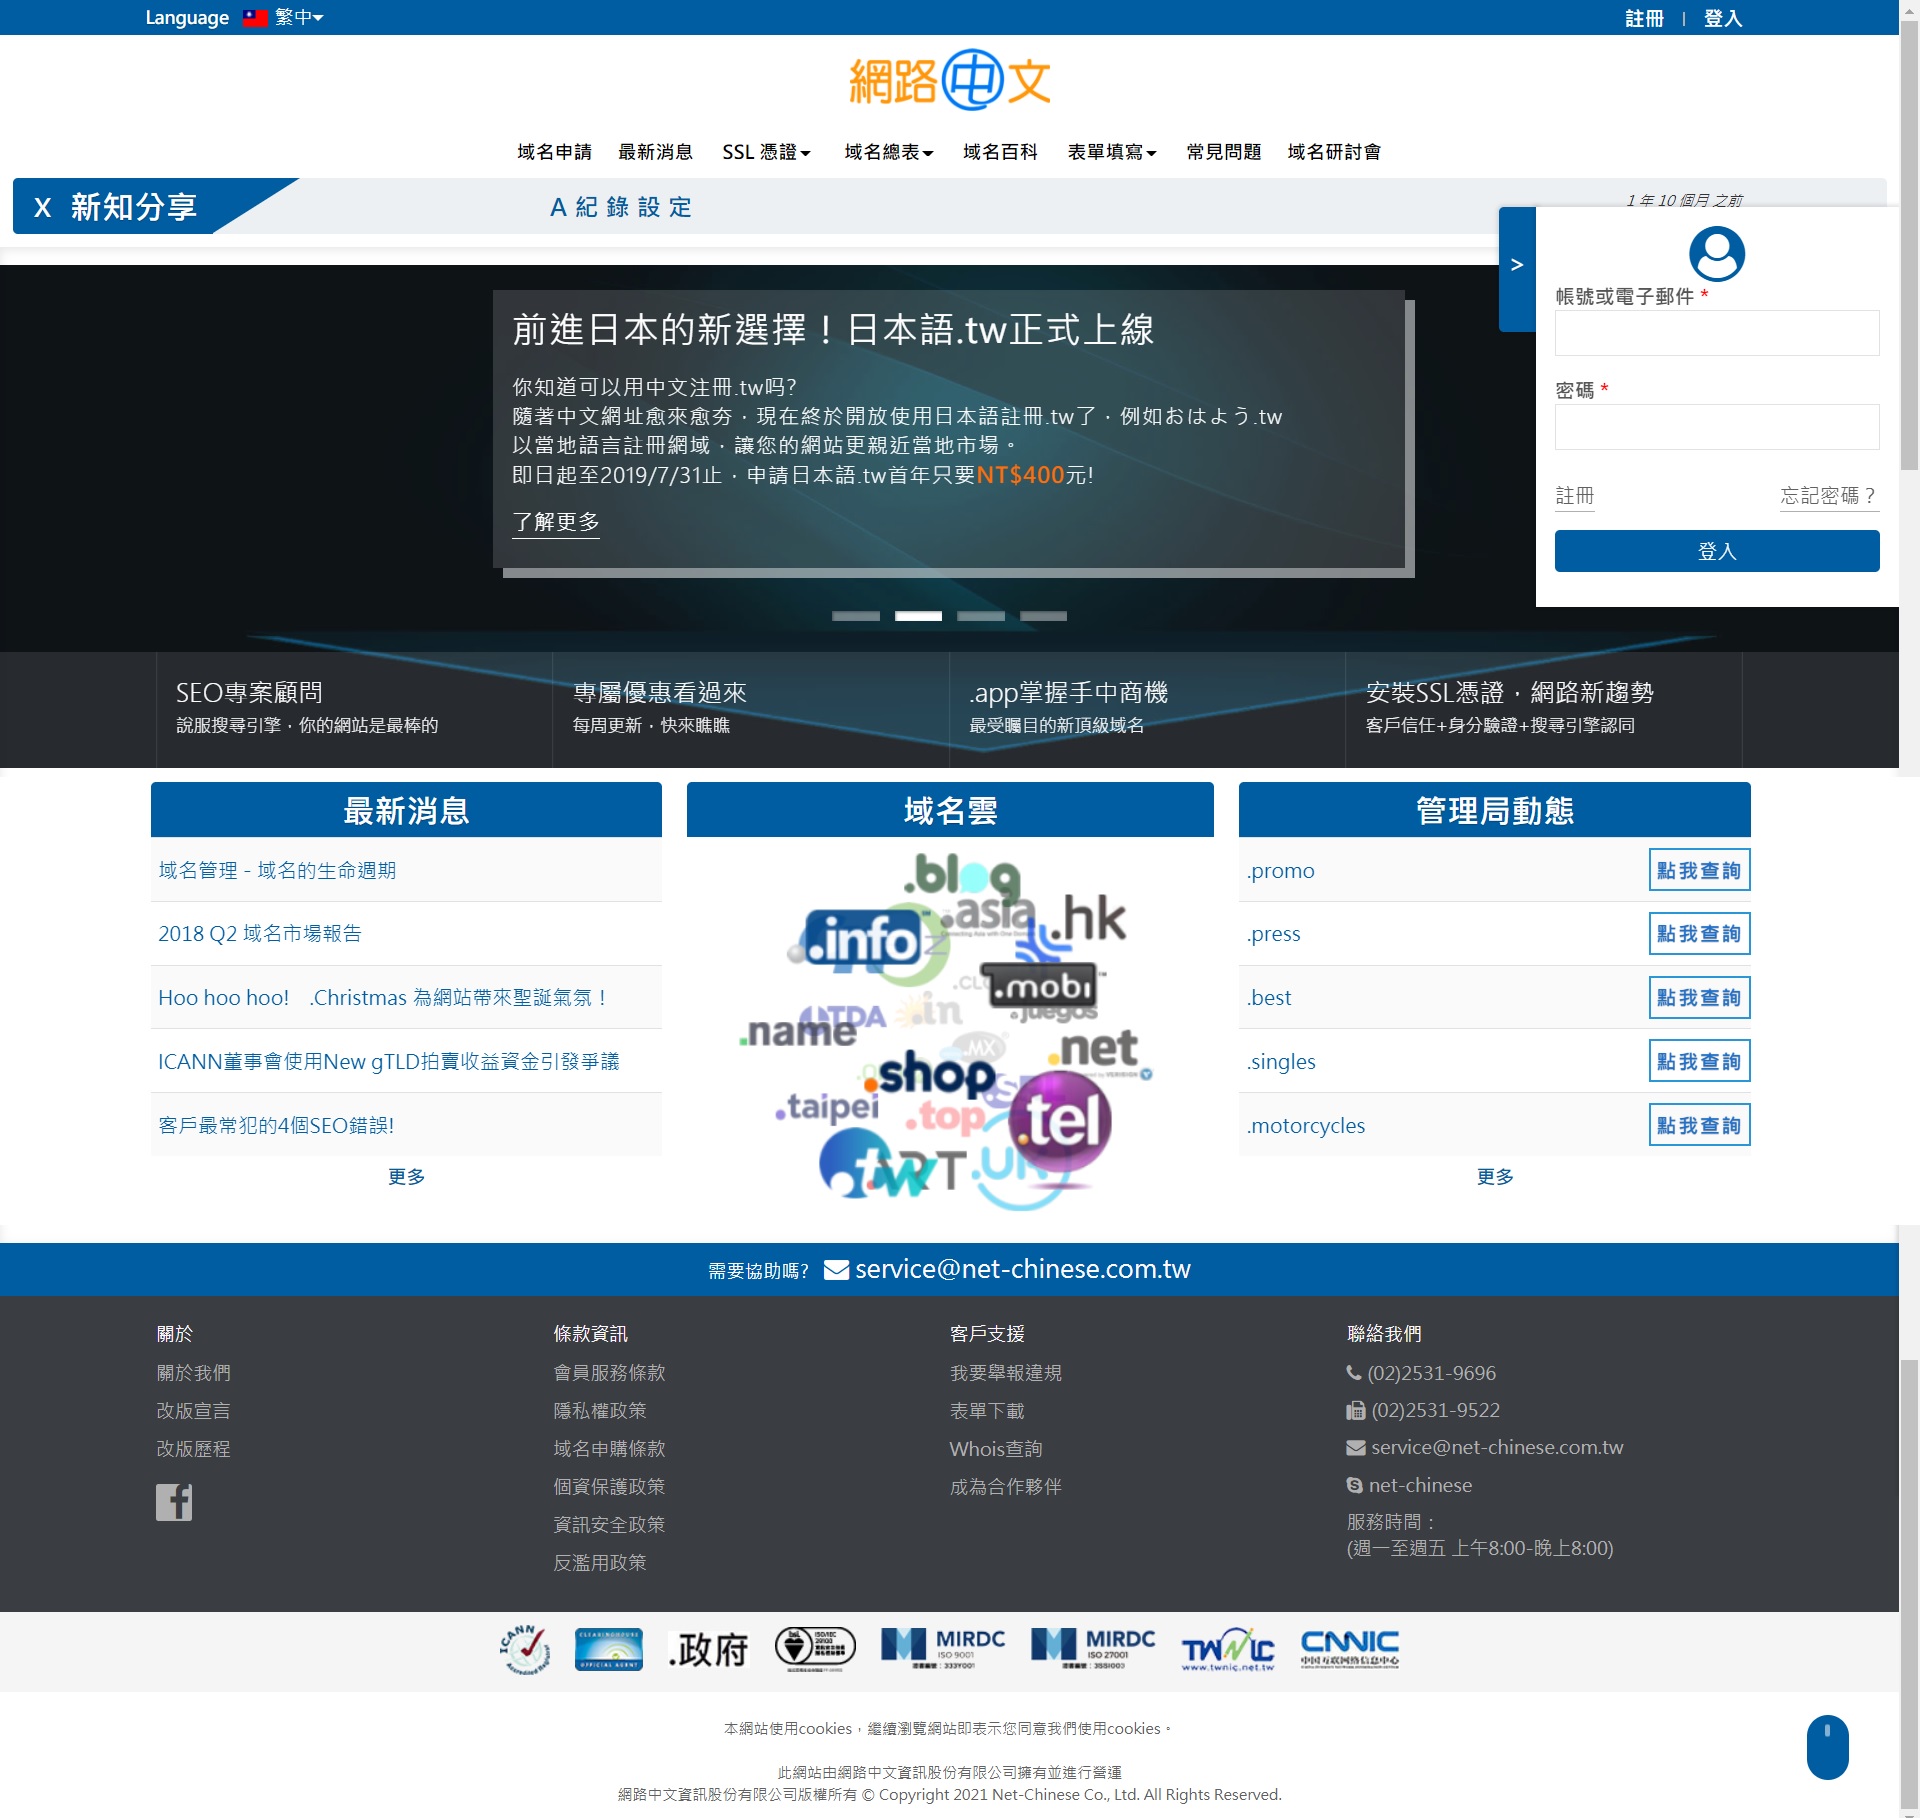 Language 繁中
註冊 | 登入
網路中文
域名申請 最新消息 SSL 憑證 域名總表 域名百科 表單填寫 常見問題 域名研討會
X 新知分享
A 紀錄設定
1 年 10 個月 之前
>
帳號或電子郵件 *
密碼 *
註冊 忘記密碼？
登入
前進日本的新選擇！日本語.tw正式上線
你知道可以用中文注冊.tw吗?
隨著中文網址愈來愈夯，現在終於開放使用日本語註冊.tw了，例如おはよう.tw
以當地語言註冊網域，讓您的網站更親近當地市場。
即日起至2019/7/31止，申請日本語.tw首年只要NT$400元!
了解更多
SEO專案顧問
說服搜尋引擎，你的網站是最棒的
專屬優惠看過來
每周更新，快來瞧瞧
.app掌握手中商機
最受矚目的新頂級域名
安裝SSL憑證，網路新趨勢
客戶信任+身分驗證+搜尋引擎認同
最新消息
域名管理 - 域名的生命週期
2018 Q2 域名市場報告
Hoo hoo hoo! .Christmas 為網站帶來聖誕氣氛！
ICANN董事會使用New gTLD拍賣收益資金引發爭議
客戶最常犯的4個SEO錯誤!
更多
域名雲
.blog
.asia
.hk
.info
.mobi
.juegos
.in
.name
.MX
.net
.shop
.taipei
.top
.tel
.tw
.UK
管理局動態
.promo 點我查詢
.press 點我查詢
.best 點我查詢
.singles 點我查詢
.motorcycles 點我查詢
更多
需要協助嗎? service@net-chinese.com.tw
關於
關於我們
改版宣言
改版歷程
條款資訊
會員服務條款
隱私權政策
域名申購條款
個資保護政策
資訊安全政策
反濫用政策
客戶支援
我要舉報違規
表單下載
Whois查詢
成為合作夥伴
聯絡我們
(02)2531-9696
(02)2531-9522
service@net-chinese.com.tw
net-chinese
服務時間：
(週一至週五 上午8:00-晚上8:00)
ICANN Accredited Registrar
CLEARINGHOUSE
OFFICIAL AGENT
.政府
bsi. ISO/IEC
MIRDC
ISO 9001
MIRDC
ISO 27001
TWNIC
www.twnic.net.tw
CNNIC
中国互联网络信息中心
本網站使用cookies，繼續瀏覽網站即表示您同意我們使用cookies。
此網站由網路中文資訊股份有限公司擁有並進行營運
網路中文資訊股份有限公司版權所有 © Copyright 2021 Net-Chinese Co., Ltd. All Rights Reserved.